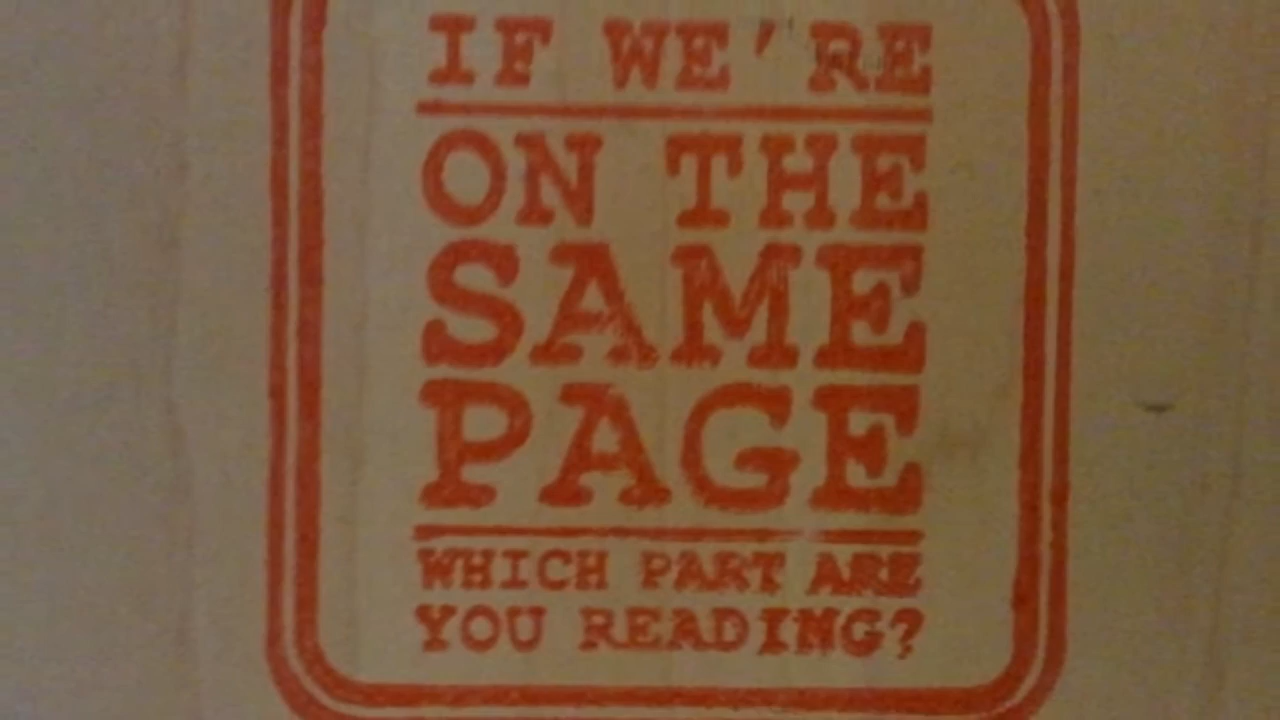 IF WE'RE
ON THE
SAME
PAGE
WHICH PART ARE
YOU READING?